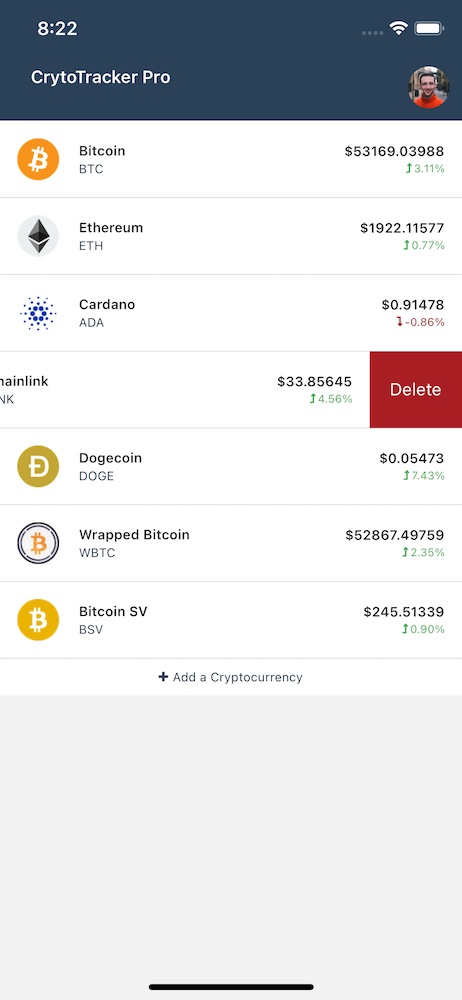 8:22
CrytoTracker Pro
Bitcoin $53169.03988
BTC 3.11%
Ethereum $1922.11577
ETH 0.77%
Cardano $0.91478
ADA -0.86%
ainlink $33.85645 Delete
NK 4.56%
Dogecoin $0.05473
DOGE 7.43%
Wrapped Bitcoin $52867.49759
WBTC 2.35%
Bitcoin SV $245.51339
BSV 0.90%
+ Add a Cryptocurrency